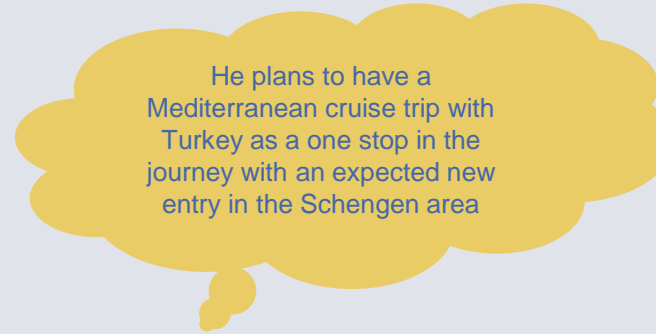 He plans to have a
Mediterranean cruise trip with
Turkey as a one stop in the
journey with an expected new
entry in the Schengen area